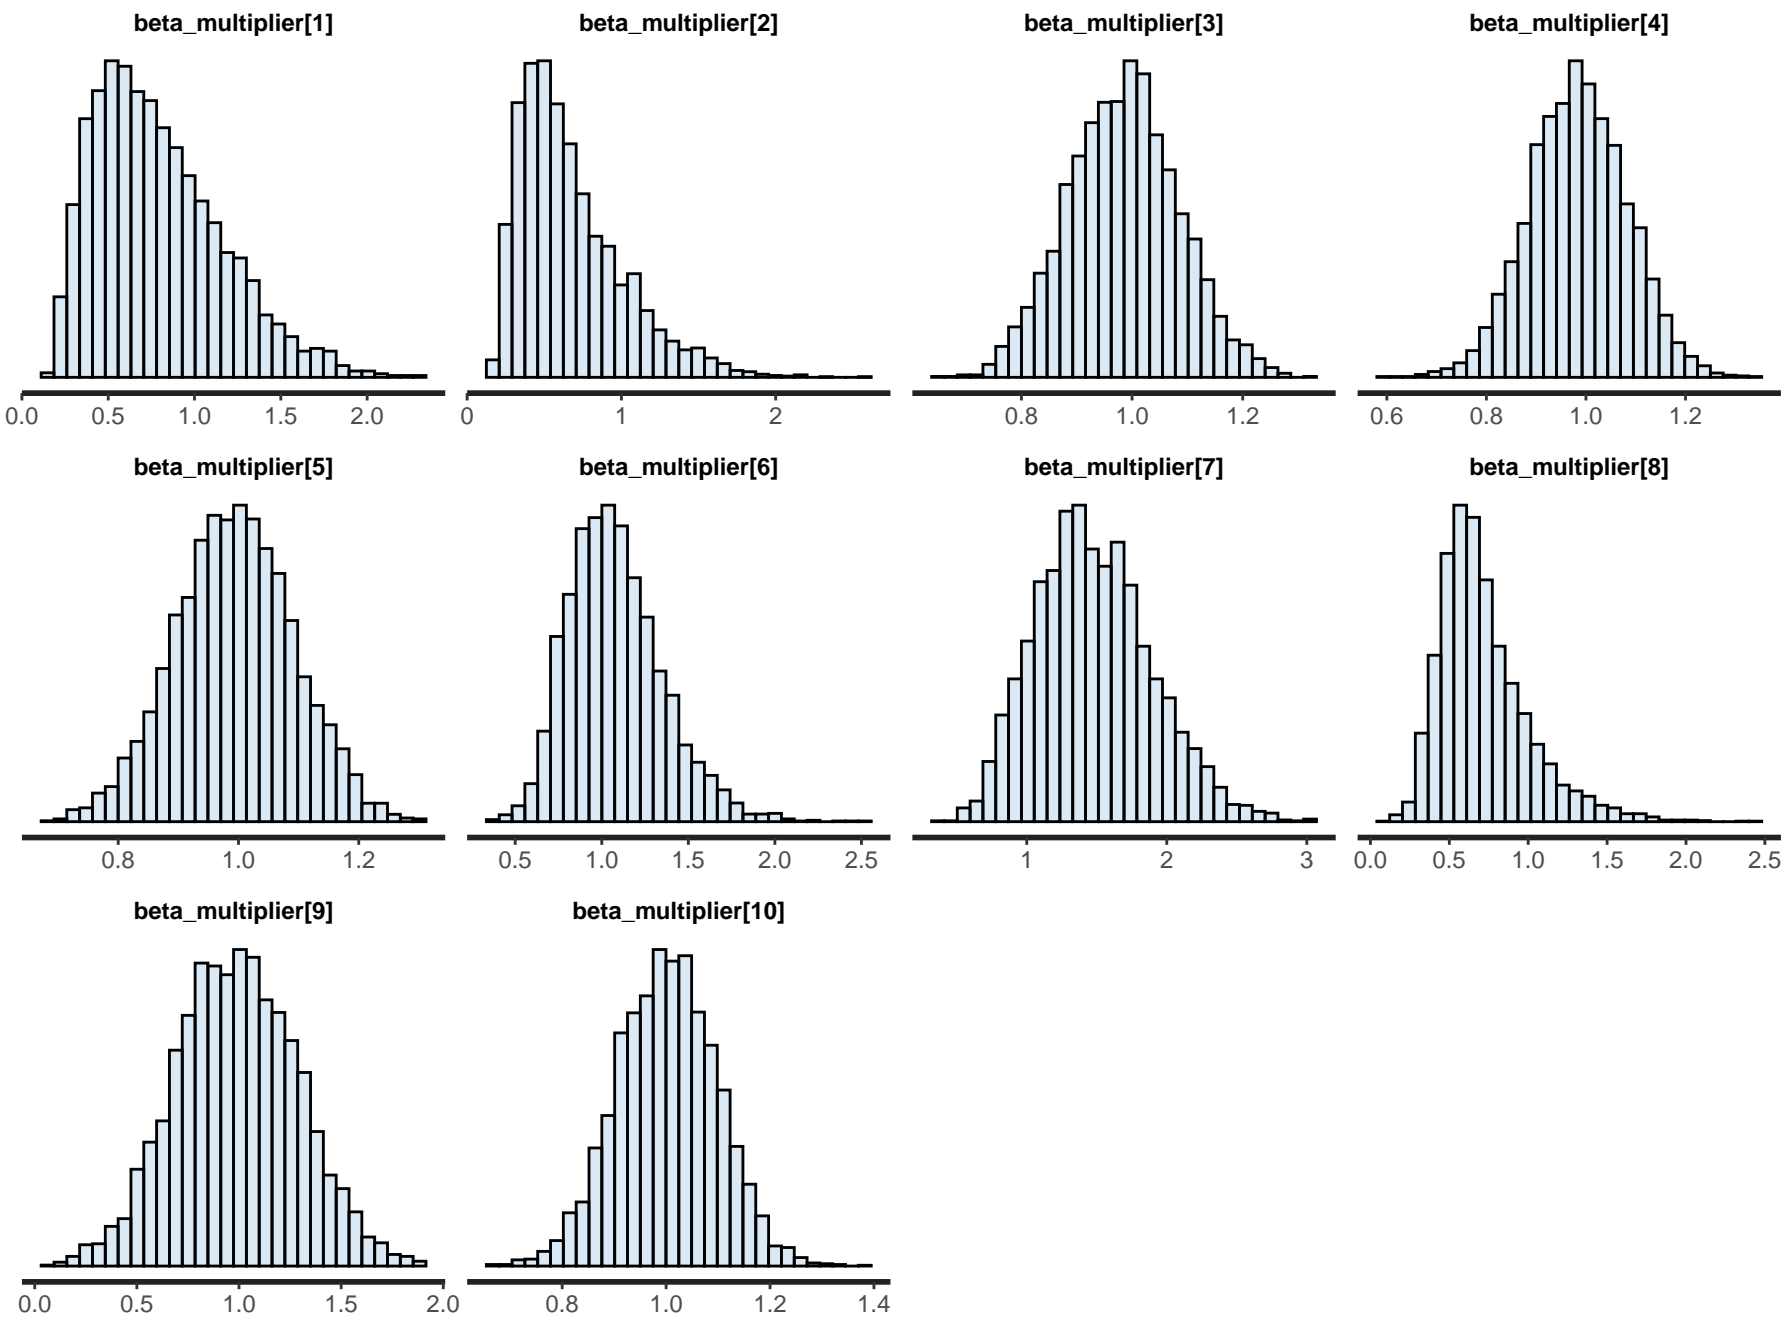 beta_multiplier[1] beta_multiplier[2] beta_multiplier[3] beta_multiplier[4]
0.0 0.5 1.0 1.5 2.0 0 1 2 0.8 1.0 1.2 0.6 0.8 1.0 1.2
beta_multiplier[5] beta_multiplier[6] beta_multiplier[7] beta_multiplier[8]
0.8 1.0 1.2 0.5 1.0 1.5 2.0 2.5 1 2 3 0.0 0.5 1.0 1.5 2.0 2.5
beta_multiplier[9] beta_multiplier[10]
0.0 0.5 1.0 1.5 2.0 0.8 1.0 1.2 1.4